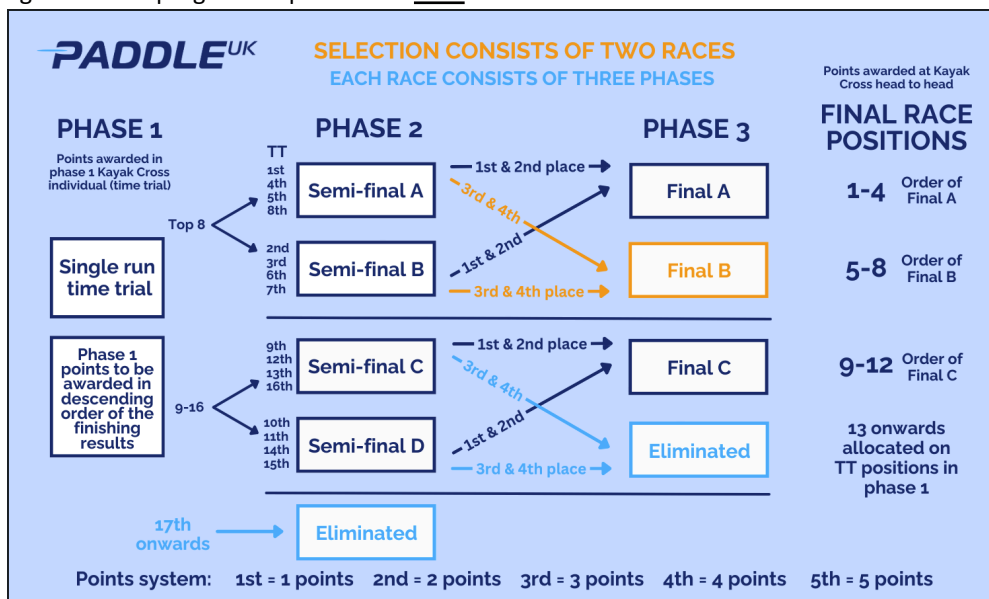 PADDLE UK
SELECTION CONSISTS OF TWO RACES
EACH RACE CONSISTS OF THREE PHASES
Points awarded at Kayak
Cross head to head
FINAL RACE
POSITIONS
PHASE 1
Points awarded in
phase 1 Kayak Cross
individual (time trial)
PHASE 2
PHASE 3
TT
1st
4th
5th
8th
Semi-final A
1st & 2nd place
3rd & 4th
Final A
1-4
Order of
Final A
Top 8
Single run
time trial
2nd
3rd
6th
7th
Semi-final B
1st & 2nd
3rd & 4th place
Final B
5-8
Order of
Final B
Phase 1
points to be
awarded in
descending
order of the
finishing
results
9-16
9th
12th
13th
16th
Semi-final C
1st & 2nd place
3rd & 4th
Final C
9-12
Order of
Final C
10th
11th
14th
15th
Semi-final D
1st & 2nd
3rd & 4th place
Eliminated
13 onwards
allocated on
TT positions in
phase 1
17th
onwards
Eliminated
Points system: 1st = 1 points 2nd = 2 points 3rd = 3 points 4th = 4 points 5th = 5 points